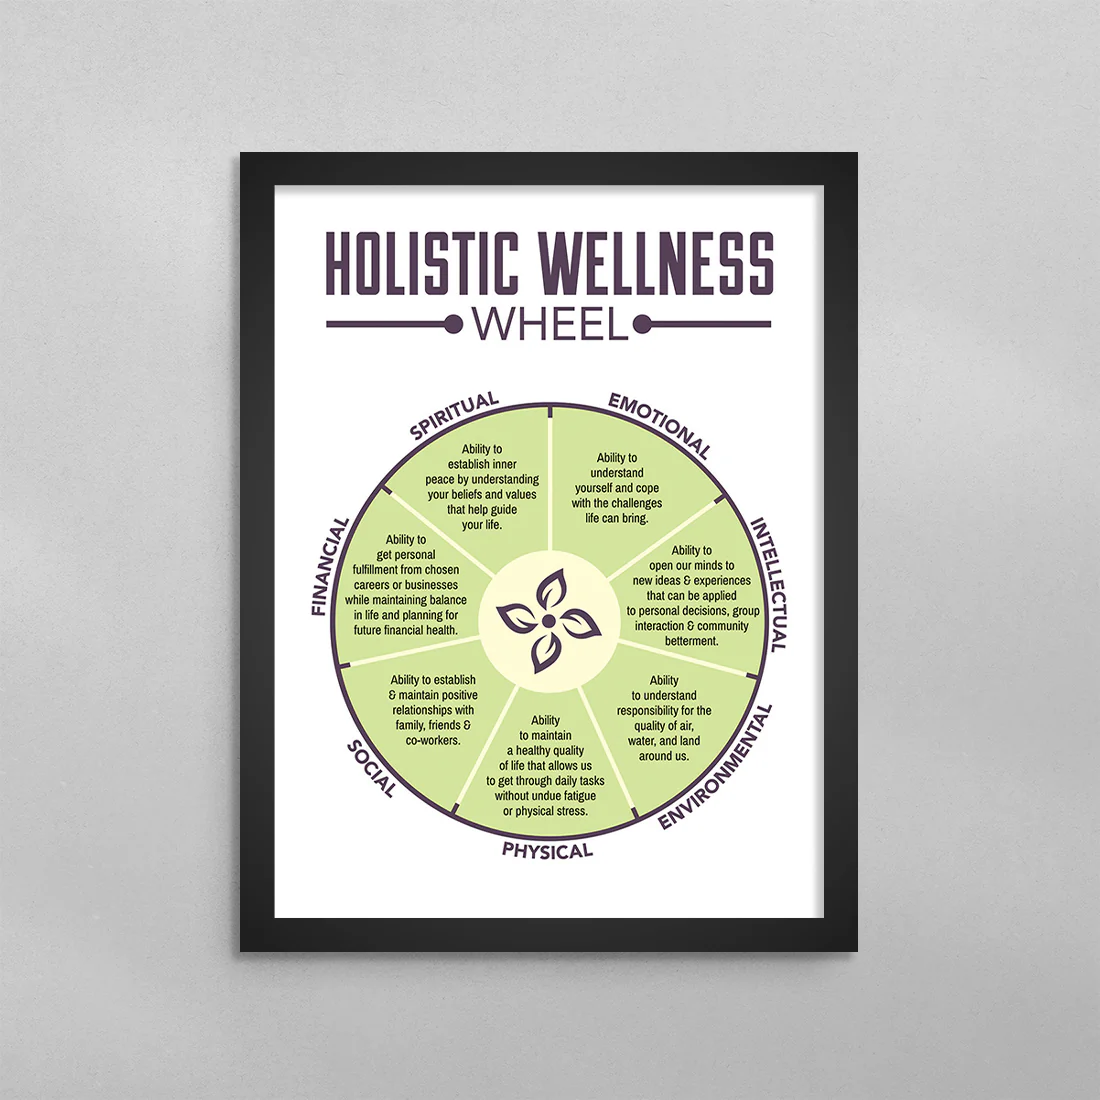 HOLISTIC WELLNESS
WHEEL
SPIRITUAL
Ability to
establish inner
peace by understanding
your beliefs and values
that help guide
your life.
EMOTIONAL
Ability to
understand
yourself and cope
with the challenges
life can bring.
INTELLECTUAL
Ability to
open our minds to
new ideas & experiences
that can be applied
to personal decisions, group
interaction & community
betterment.
ENVIRONMENTAL
Ability
to understand
responsibility for the
quality of air,
water, and land
around us.
PHYSICAL
Ability
to maintain
a healthy quality
of life that allows us
to get through daily tasks
without undue fatigue
or physical stress.
SOCIAL
Ability to establish
& maintain positive
relationships with
family, friends &
co-workers.
FINANCIAL
Ability to
get personal
fulfillment from chosen
careers or businesses
while maintaining balance
in life and planning for
future financial health.